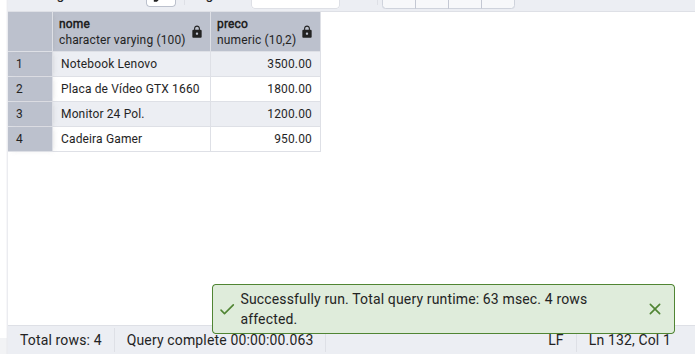 nome preco
character varying (100) numeric (10,2)
1 Notebook Lenovo 3500.00
2 Placa de Vídeo GTX 1660 1800.00
3 Monitor 24 Pol. 1200.00
4 Cadeira Gamer 950.00
Successfully run. Total query runtime: 63 msec. 4 rows
affected.
Total rows: 4 Query complete 00:00:00.063 LF Ln 132, Col 1